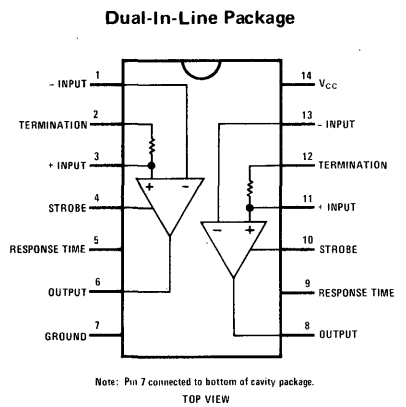 Dual-In-Line Package
− INPUT 1
TERMINATION 2
+ INPUT 3
STROBE 4
RESPONSE TIME 5
OUTPUT 6
GROUND 7
14 VCC
13 − INPUT
12 TERMINATION
11 + INPUT
10 STROBE
9 RESPONSE TIME
8 OUTPUT
+ −
− +
Note: Pin 7 connected to bottom of cavity package.
TOP VIEW